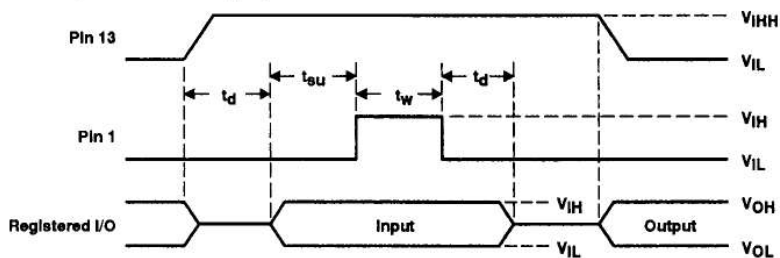 Pin 13
VIHH
VIL
td
tsu
tw
td
Pin 1
VIH
VIL
Registered I/O
Input
VIH
VIL
Output
VOH
VOL